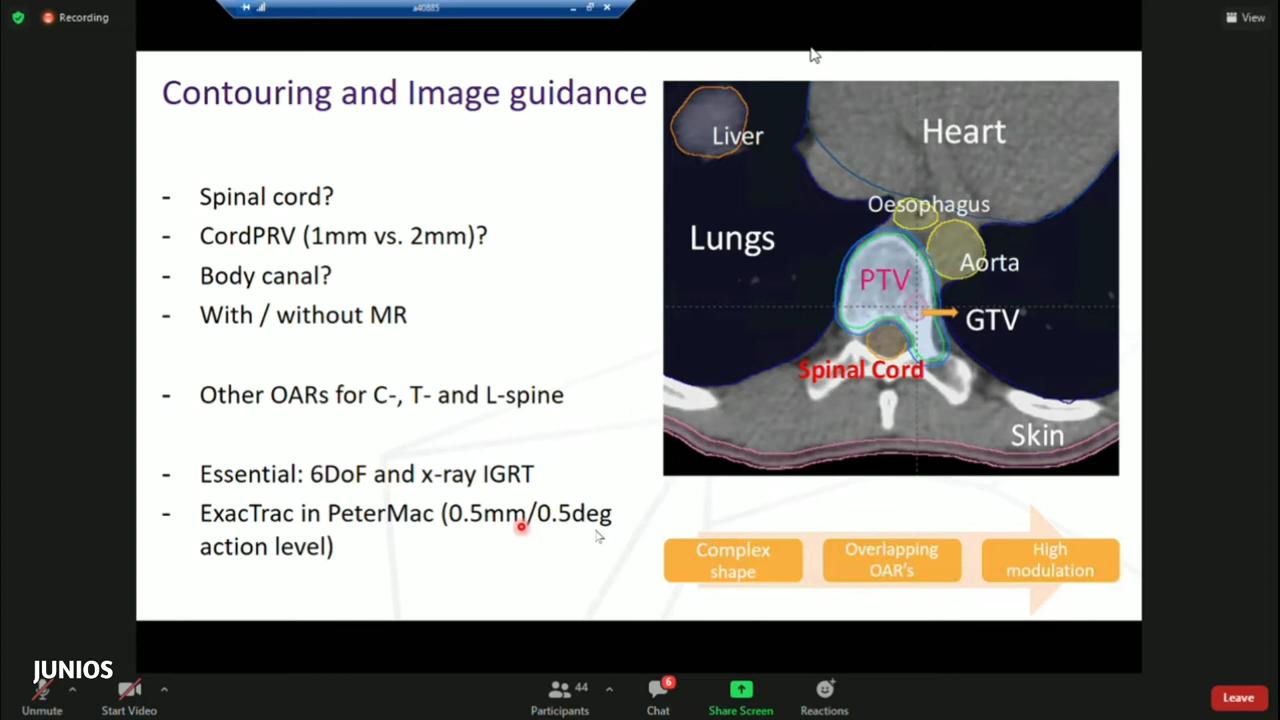 Recording
a40885
View
Contouring and Image guidance
- Spinal cord?
- CordPRV (1mm vs. 2mm)?
- Body canal?
- With / without MR
- Other OARs for C-, T- and L-spine
- Essential: 6DoF and x-ray IGRT
- ExacTrac in PeterMac (0.5mm/0.5deg
action level)
Liver
Heart
Oesophagus
Lungs
Aorta
PTV
GTV
Spinal Cord
Skin
Complex
shape
Overlapping
OAR's
High
modulation
JUNIOS
Unmute
Start Video
44
Participants
6
Chat
Share Screen
Reactions
Leave